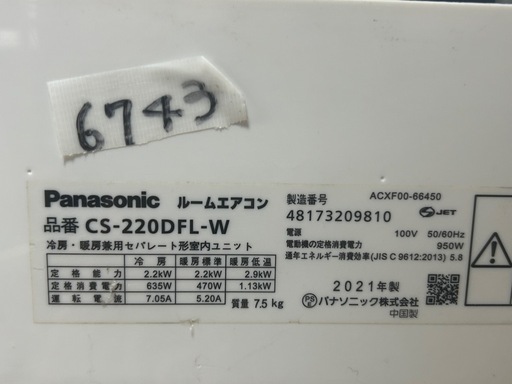 6743
Panasonic ルームエアコン
品番 CS-220DFL-W
冷房・暖房兼用セパレート形室内ユニット
冷房 暖房標準 暖房低温
定格能力 2.2kW 2.2kW 2.9kW
定格消費電力 635W 470W 1.13kW
運転電流 7.05A 5.20A
質量 7.5kg
製造番号 ACXF00-66450
48173209810 JET
電源 100V 50/60Hz
電動機の定格消費電力 950W
通年エネルギー消費効率(JIS C 9612:2013) 5.8
2021年製
PS E パナソニック株式会社
中国製